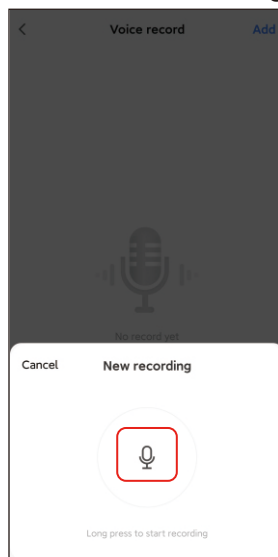 Voice record Add
No record yet
Cancel New recording
Long press to start recording